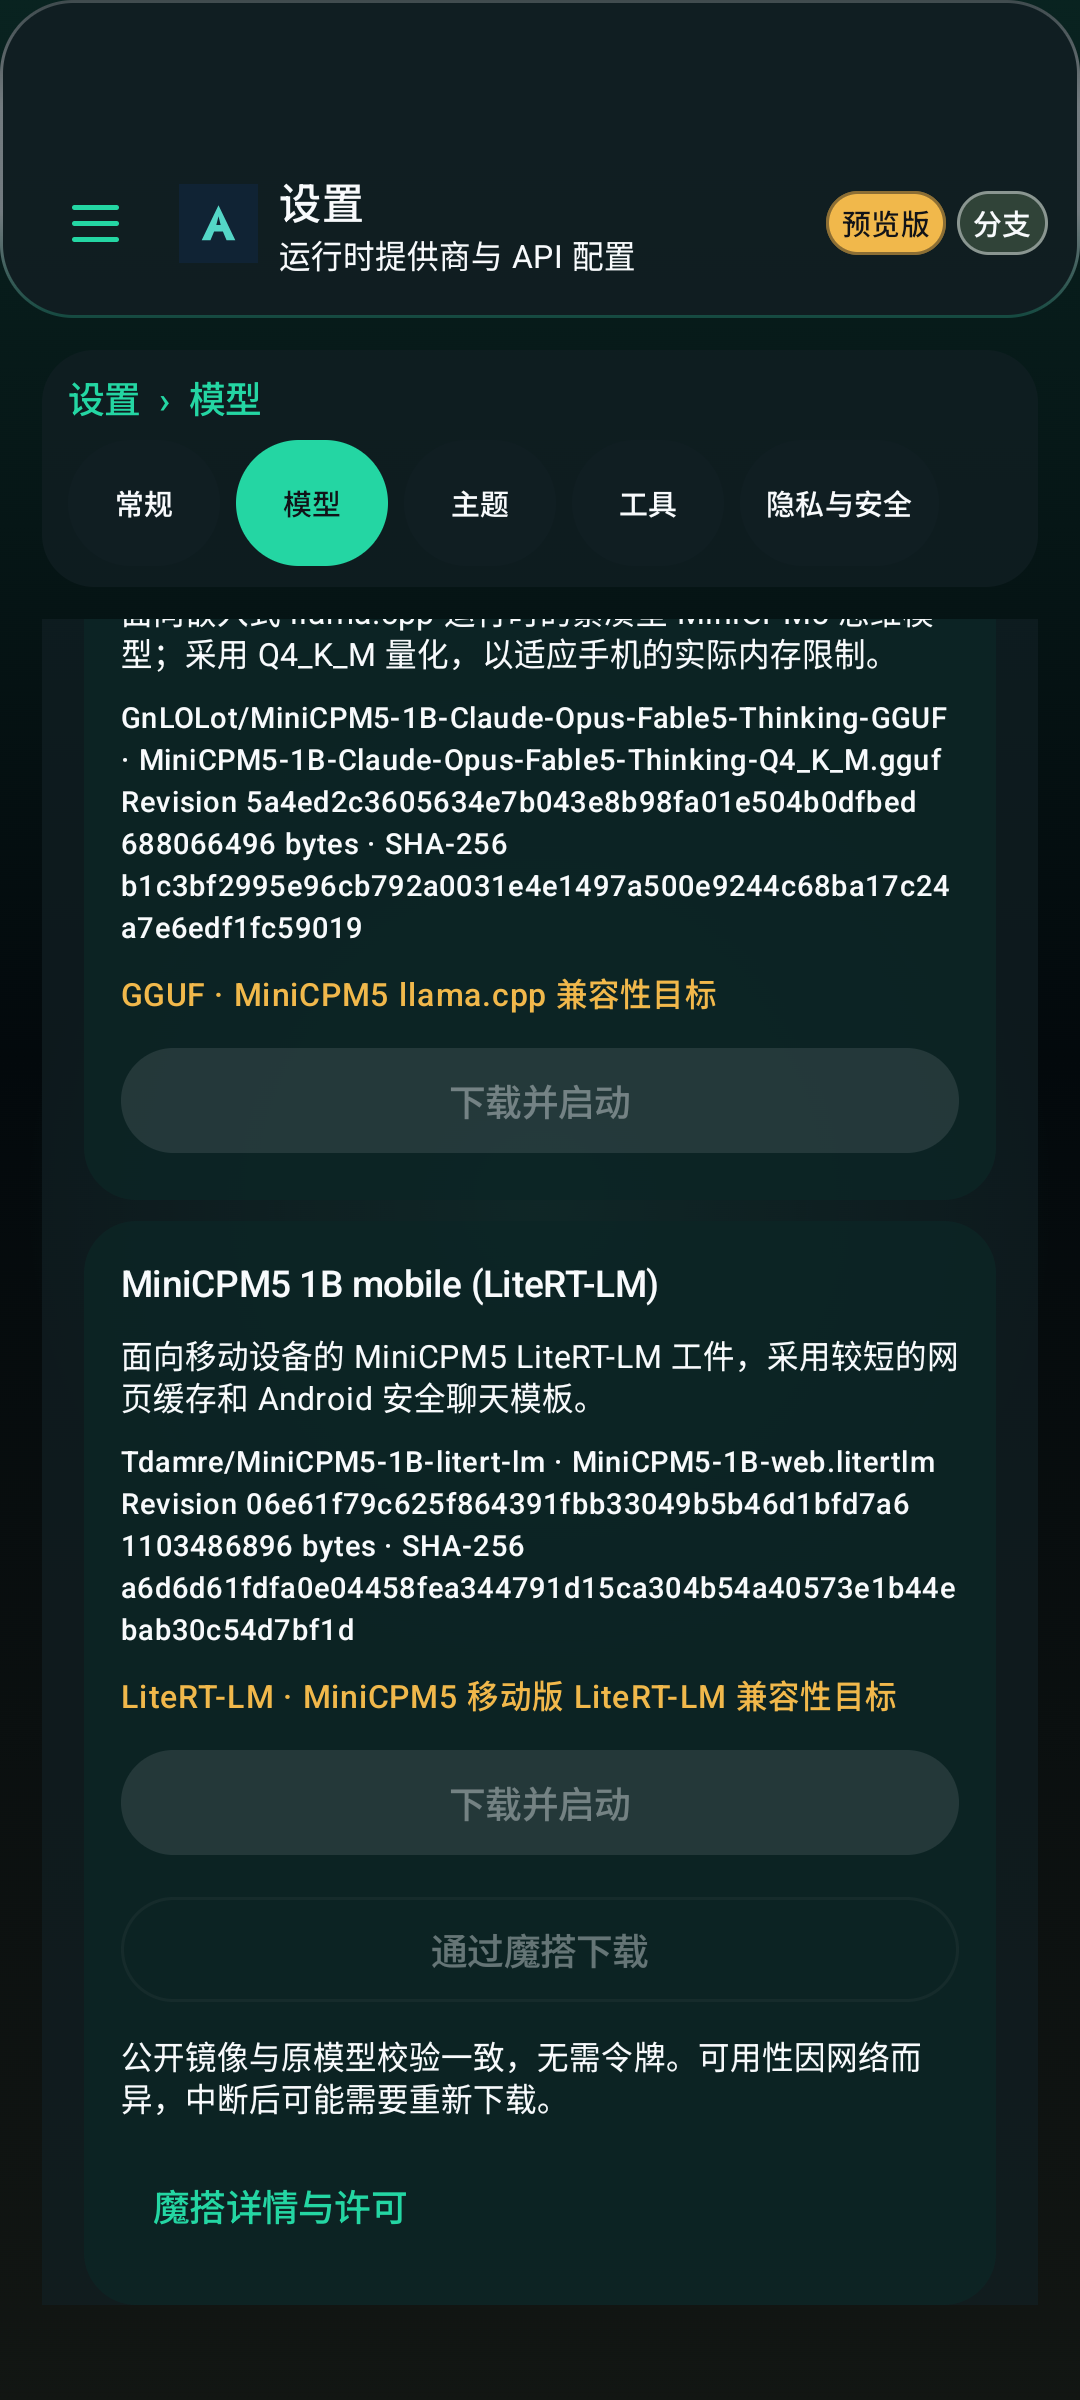 设置
运行时提供商与 API 配置
预览版
分支
设置 › 模型
常规
模型
主题
工具
隐私与安全
型；采用 Q4_K_M 量化，以适应手机的实际内存限制。
GnLOLot/MiniCPM5-1B-Claude-Opus-Fable5-Thinking-GGUF
· MiniCPM5-1B-Claude-Opus-Fable5-Thinking-Q4_K_M.gguf
Revision 5a4ed2c3605634e7b043e8b98fa01e504b0dfbed
688066496 bytes · SHA-256
b1c3bf2995e96cb792a0031e4e1497a500e9244c68ba17c24
a7e6edf1fc59019
GGUF · MiniCPM5 llama.cpp 兼容性目标
下载并启动
MiniCPM5 1B mobile (LiteRT-LM)
面向移动设备的 MiniCPM5 LiteRT-LM 工件，采用较短的网
页缓存和 Android 安全聊天模板。
Tdamre/MiniCPM5-1B-litert-lm · MiniCPM5-1B-web.litertlm
Revision 06e61f79c625f864391fbb33049b5b46d1bfd7a6
1103486896 bytes · SHA-256
a6d6d61fdfa0e04458fea344791d15ca304b54a40573e1b44e
bab30c54d7bf1d
LiteRT-LM · MiniCPM5 移动版 LiteRT-LM 兼容性目标
下载并启动
通过魔搭下载
公开镜像与原模型校验一致，无需令牌。可用性因网络而
异，中断后可能需要重新下载。
魔搭详情与许可